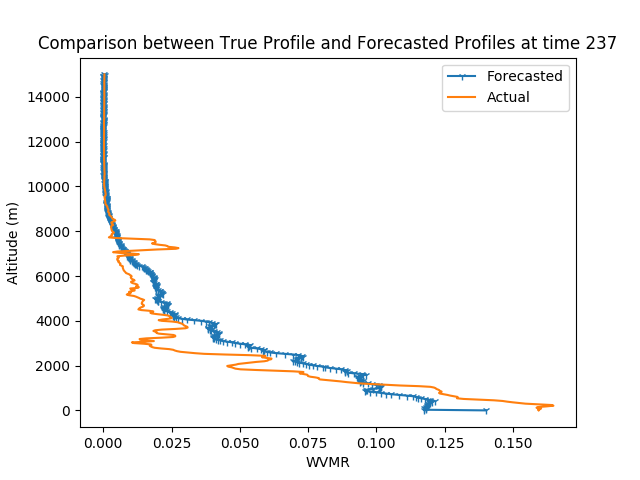 Comparison between True Profile and Forecasted Profiles at time 237
Forecasted
Actual
14000
12000
10000
8000
6000
4000
2000
0
Altitude (m)
0.000 0.025 0.050 0.075 0.100 0.125 0.150
WVMR